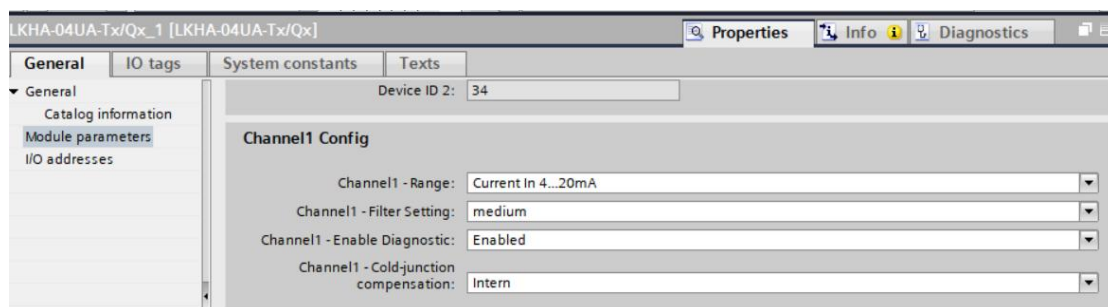 LKHA-04UA-Tx/Qx_1 [LKHA-04UA-Tx/Qx]
Properties
Info
Diagnostics
General
IO tags
System constants
Texts
General
Catalog information
Module parameters
I/O addresses
Device ID 2: 34
Channel1 Config
Channel1 - Range: Current In 4...20mA
Channel1 - Filter Setting: medium
Channel1 - Enable Diagnostic: Enabled
Channel1 - Cold-junction
compensation: Intern